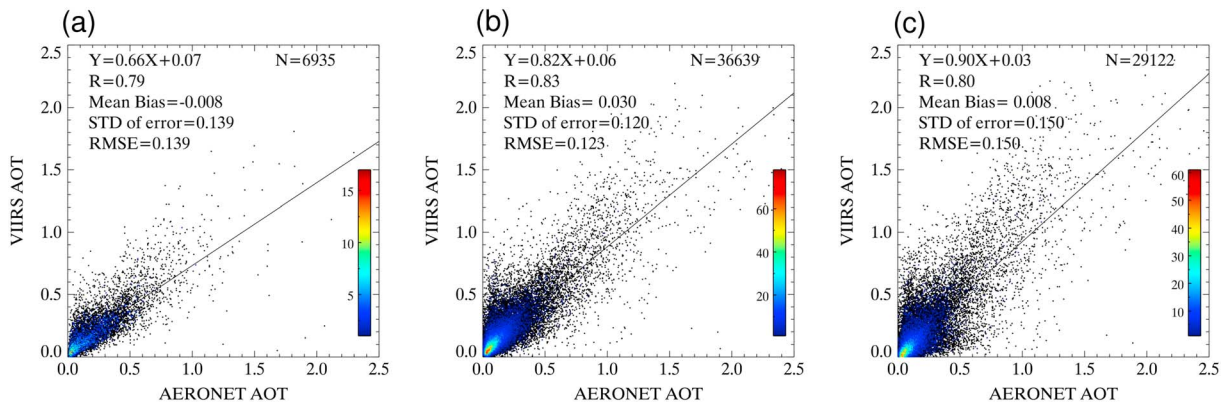 (a)
Y=0.66X+0.07 N=6935
R=0.79
Mean Bias=-0.008
STD of error=0.139
RMSE=0.139
2.5
2.0
1.5
1.0
0.5
0.0
VIIRS AOT
15
10
5
0.0 0.5 1.0 1.5 2.0 2.5
AERONET AOT
(b)
Y=0.82X+0.06 N=36639
R=0.83
Mean Bias= 0.030
STD of error=0.120
RMSE=0.123
2.5
2.0
1.5
1.0
0.5
0.0
VIIRS AOT
60
40
20
0.0 0.5 1.0 1.5 2.0 2.5
AERONET AOT
(c)
Y=0.90X+0.03 N=29122
R=0.80
Mean Bias= 0.008
STD of error=0.150
RMSE=0.150
2.5
2.0
1.5
1.0
0.5
0.0
VIIRS AOT
60
50
40
30
20
10
0.0 0.5 1.0 1.5 2.0 2.5
AERONET AOT